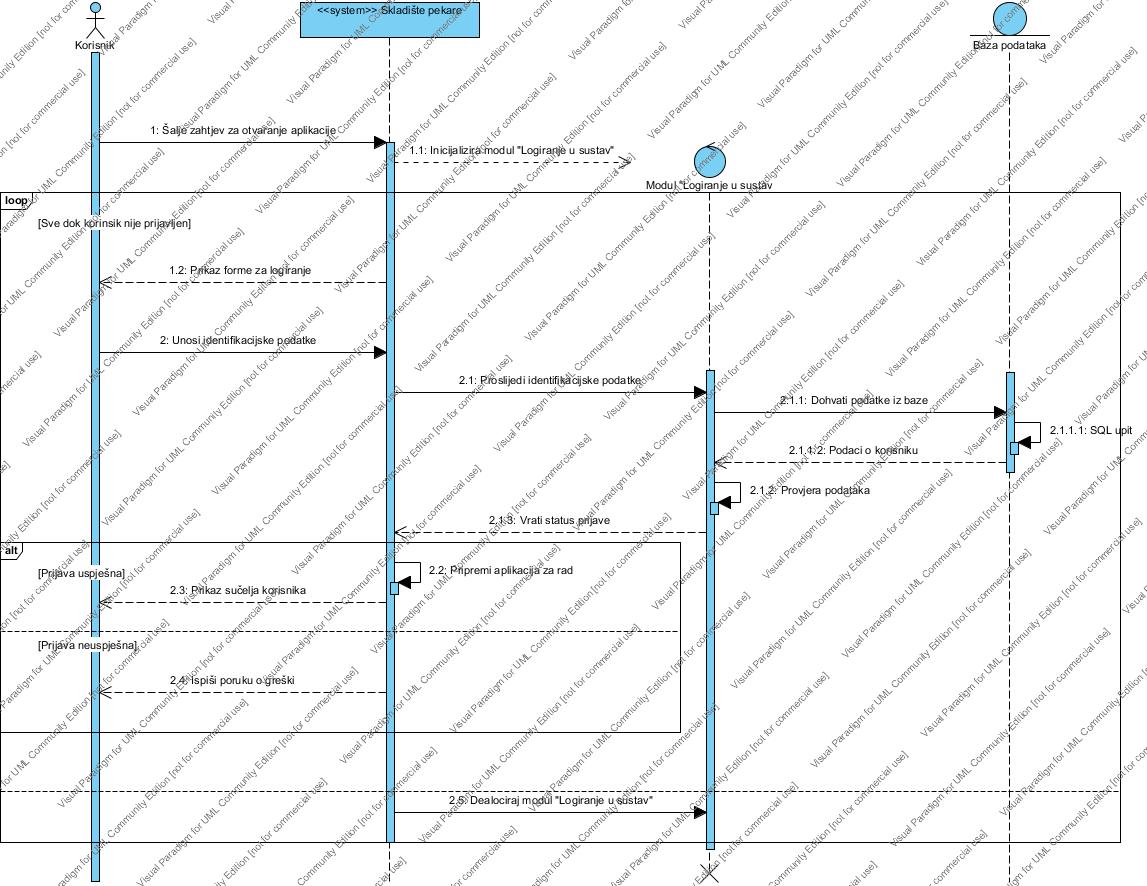 <<system>> Skladište pekare
Korisnik
Baza podataka
1: Šalje zahtjev za otvaranje aplikacije
1.1: Inicijalizira modul "Logiranje u sustav"
Modul "Logiranje u sustav
loop
[Sve dok korinsik nije prijavljen]
1.2: Prikaz forme za logiranje
2: Unosi identifikacijske podatke
2.1: Proslijedi identifikacijske podatke
2.1.1: Dohvati podatke iz baze
2.1.1.1: SQL upit
2.1.1.2: Podaci o korisniku
2.1.2: Provjera podataka
2.1.3: Vrati status prijave
alt
[Prijava uspješna]
2.2: Pripremi aplikacija za rad
2.3: Prikaz sučelja korisnika
[Prijava neuspješna]
2.4: Ispiši poruku o greški
2.5: Dealociraj modul "Logiranje u sustav"
Visual Paradigm for UML Community Edition [not for commercial use]